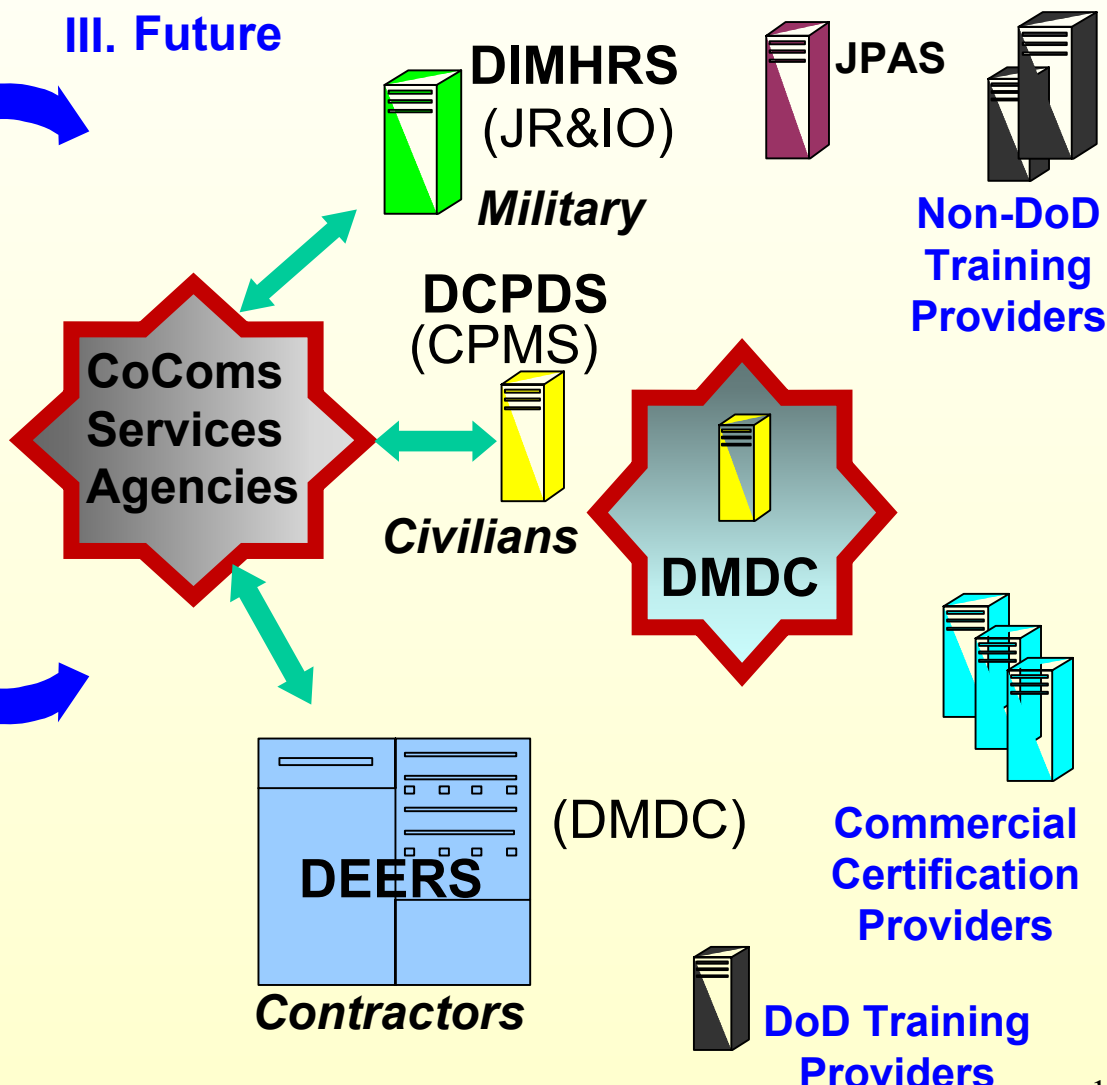 III. Future
DIMHRS
(JR&IO)
Military
JPAS
Non-DoD
Training
Providers
DCPDS
(CPMS)
Civilians
CoComs
Services
Agencies
DMDC
DEERS
(DMDC)
Contractors
Commercial
Certification
Providers
DoD Training
Providers